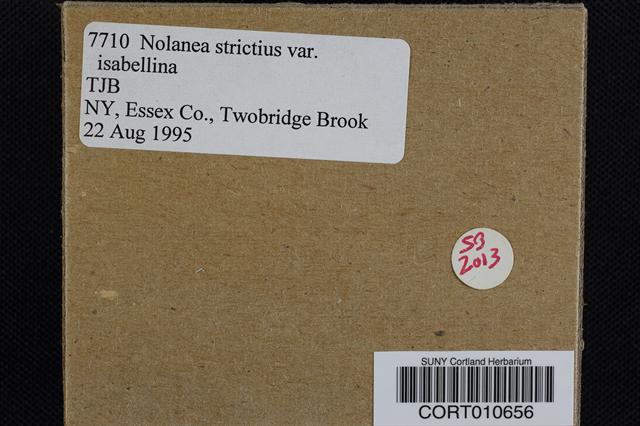 7710 Nolanea strictius var.
isabellina
TJB
NY, Essex Co., Twobridge Brook
22 Aug 1995
SB
2013
SUNY Cortland Herbarium
CORT010656